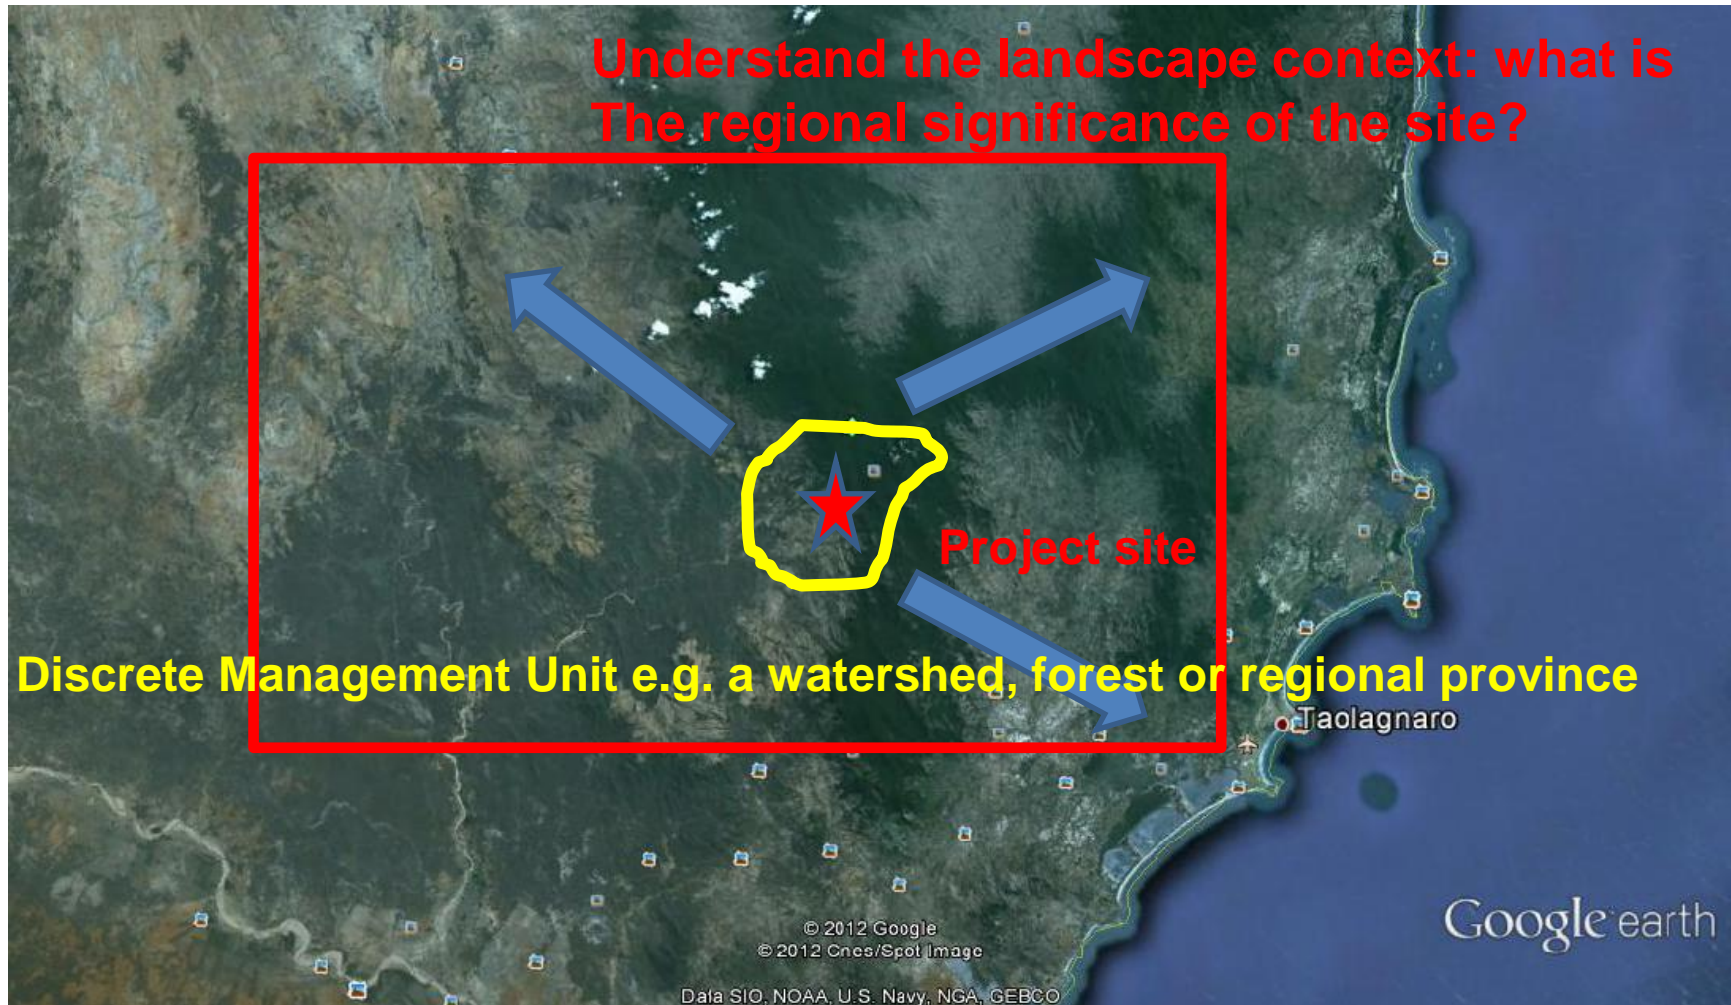 Understand the landscape context: what is
The regional significance of the site?
Project site
Discrete Management Unit e.g. a watershed, forest or regional province
Taolagnaro
© 2012 Google
© 2012 Cnes/Spot Image
Data SIO, NOAA, U.S. Navy, NGA, GEBCO
Google earth